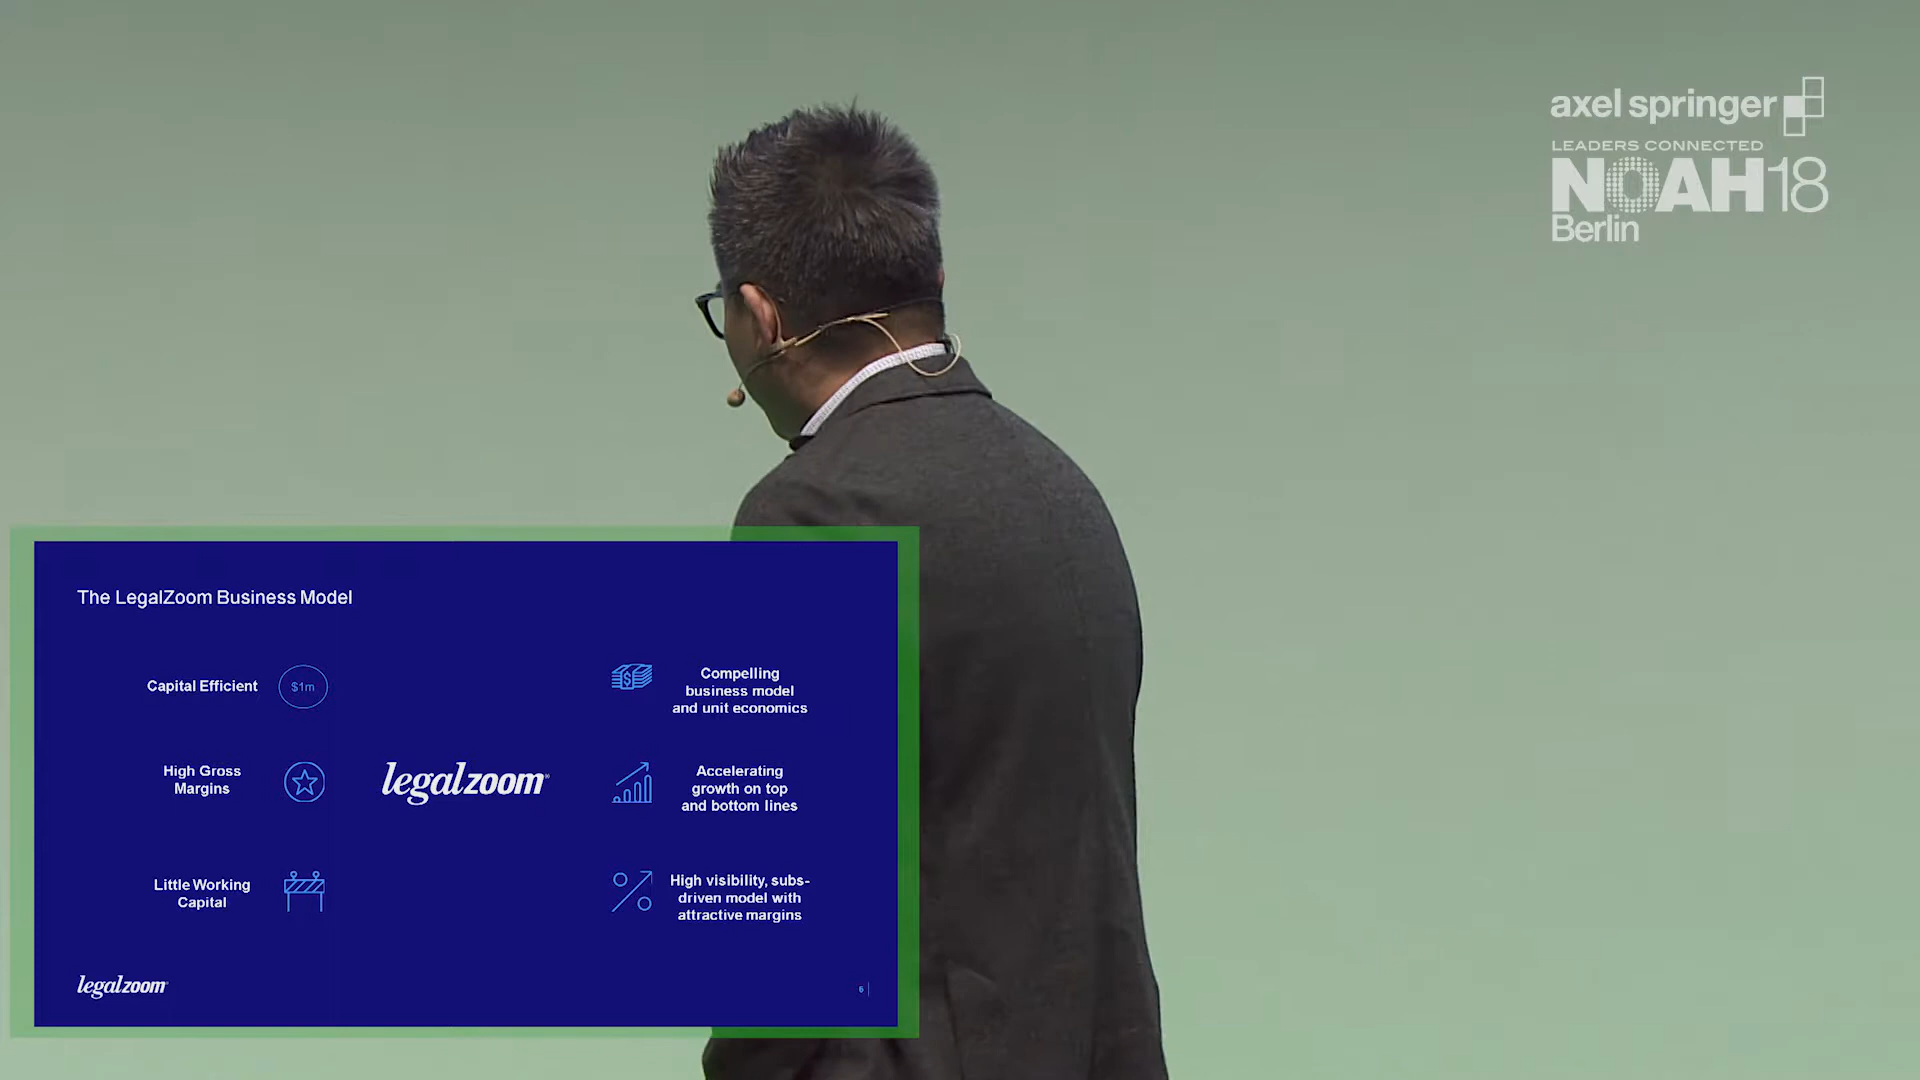 axel springer
LEADERS CONNECTED
NOAH18
Berlin
The LegalZoom Business Model
Capital Efficient
$1m
High Gross
Margins
Little Working
Capital
legalzoom
Compelling
business model
and unit economics
Accelerating
growth on top
and bottom lines
High visibility, subs-
driven model with
attractive margins
legalzoom
6